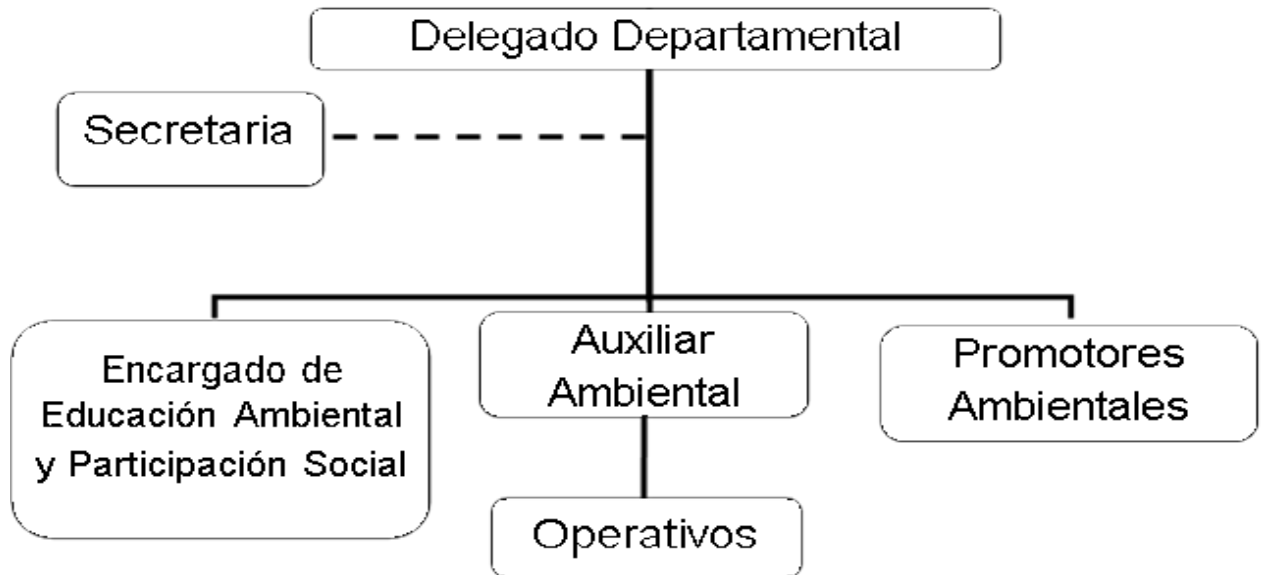 Delegado Departamental
Secretaria
Encargado de
Educación Ambiental
y Participación Social
Auxiliar
Ambiental
Promotores
Ambientales
Operativos